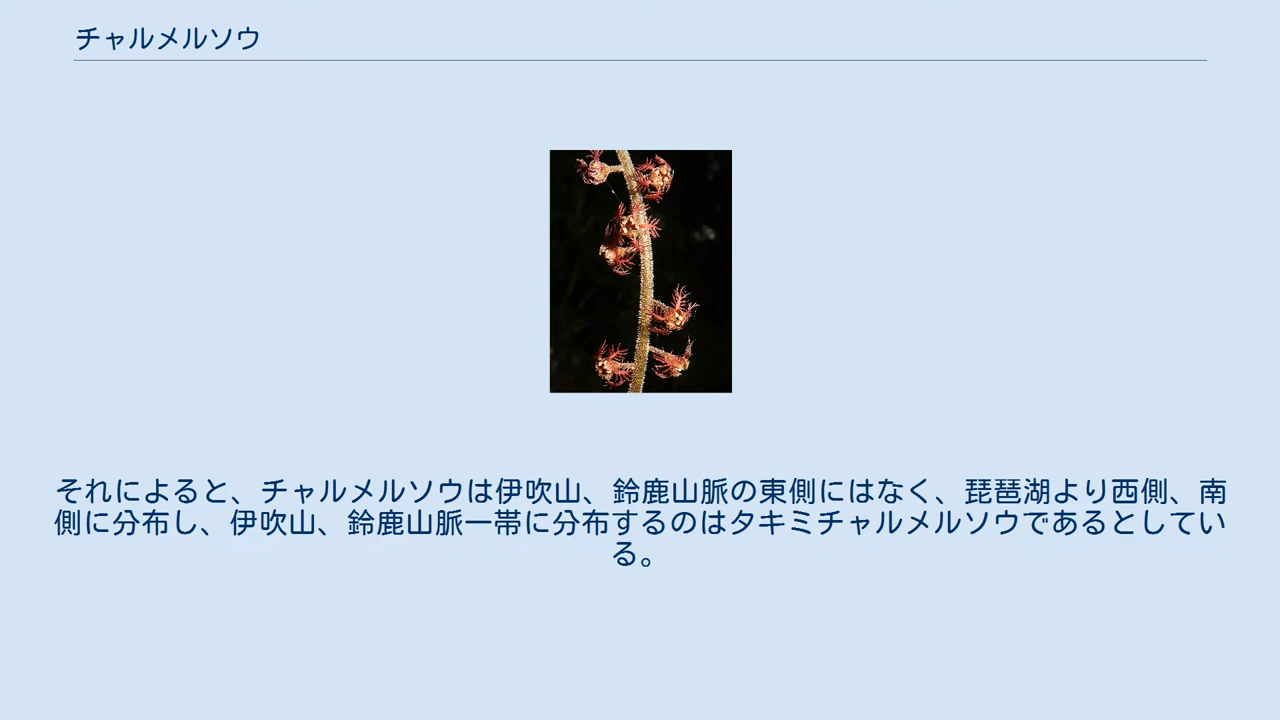 チャルメルソウ
それによると、チャルメルソウは伊吹山、鈴鹿山脈の東側にはなく、琵琶湖より西側、南
側に分布し、伊吹山、鈴鹿山脈一帯に分布するのはタキミチャルメルソウであるとしてい
る。